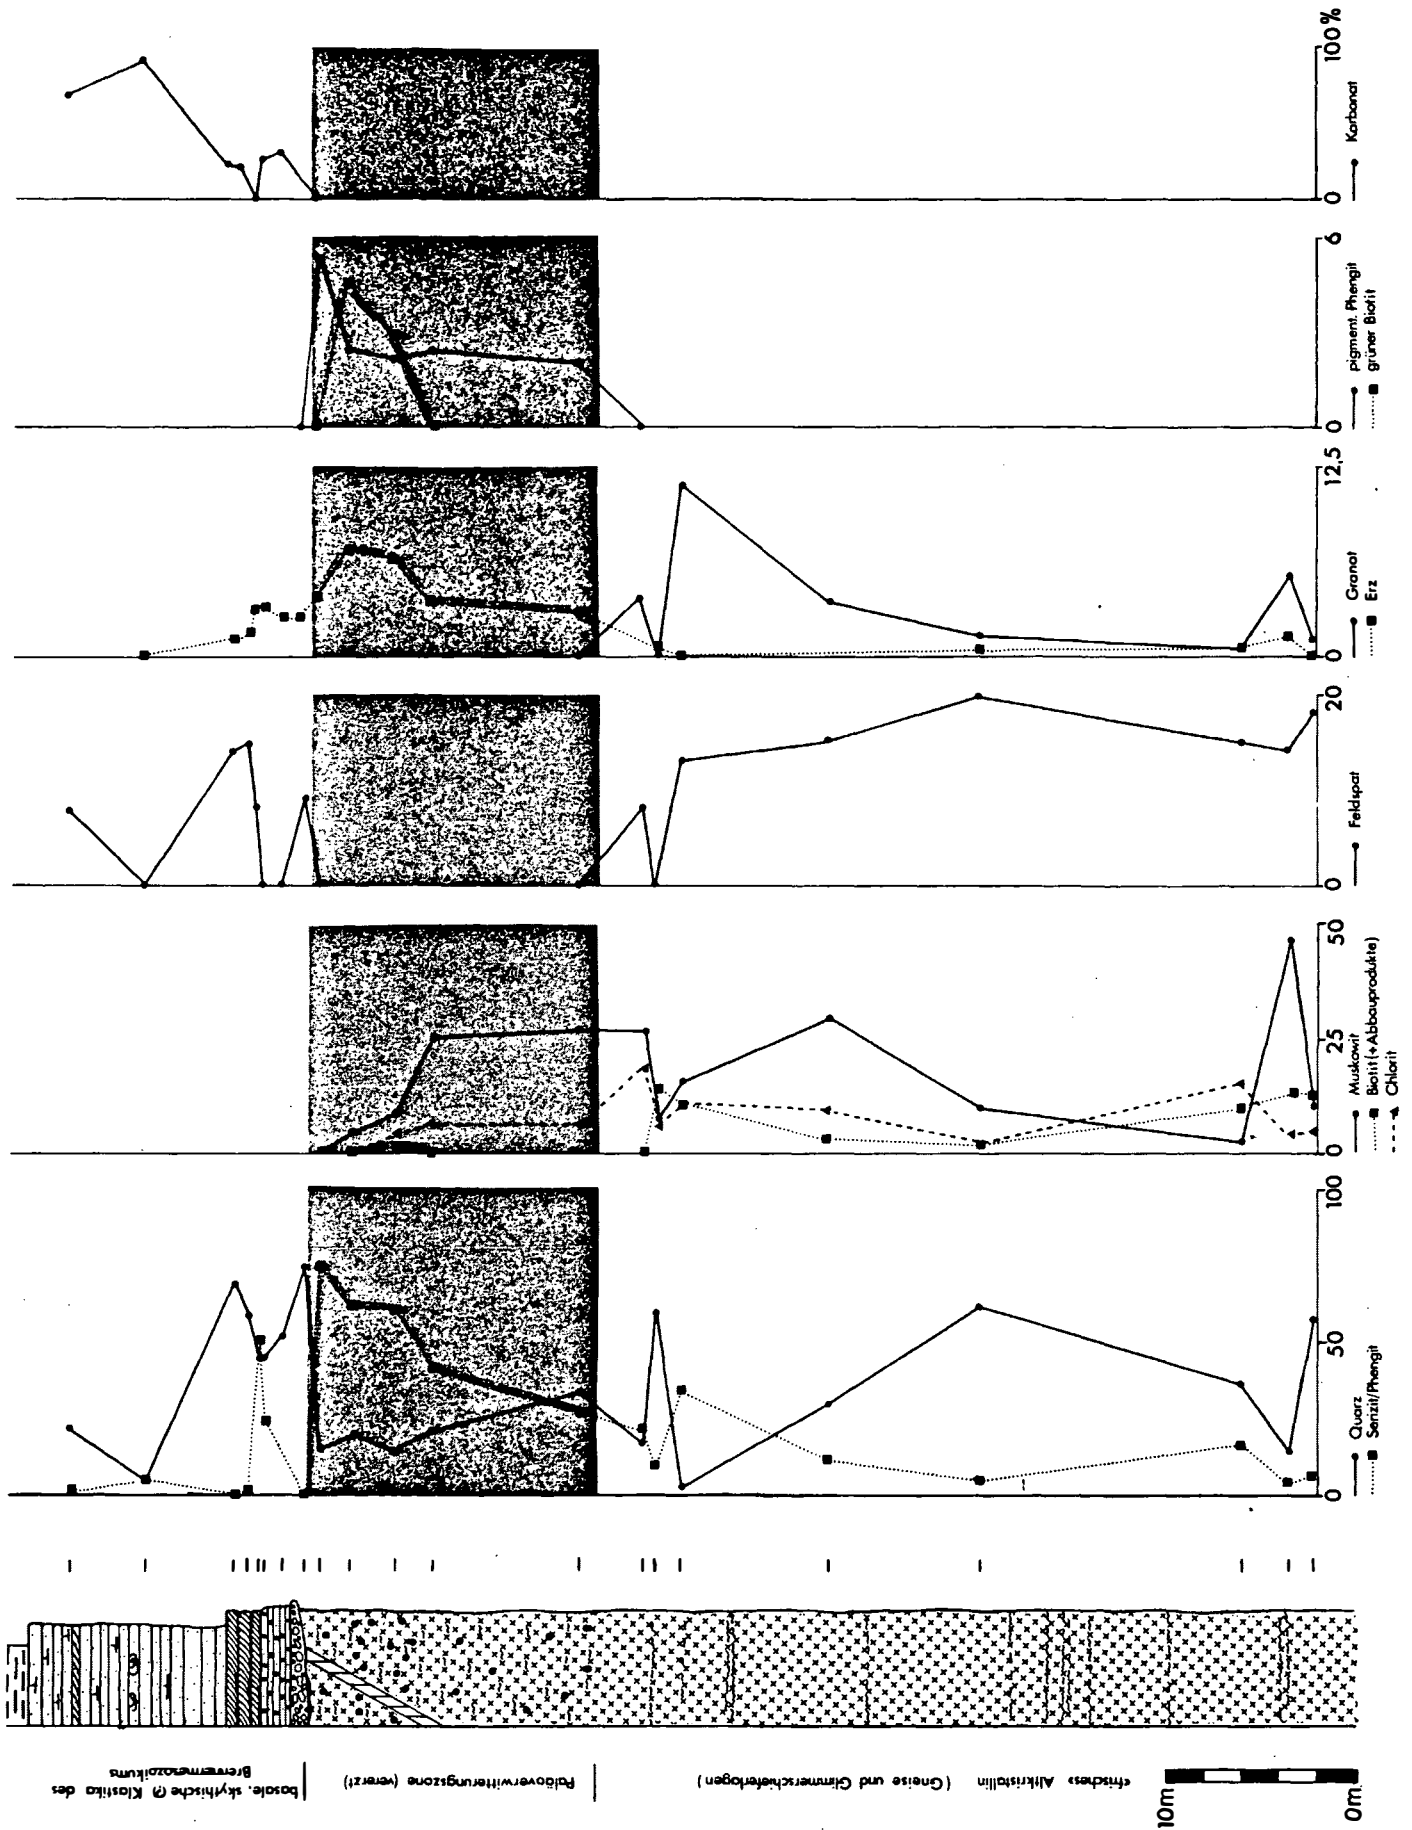 100%
0
Karbonat
6
0
pigment. Phengit
grüner Biotit
12,5
0
Granat
Erz
20
0
Feldspat
50
25
0
Muskowit
Biotit (+Abbauprodukte)
Chlorit
100
50
0
Quarz
Serizit/Phengit
basale, skythische (?) Klastika des
Brennermesozoikums
Paläoverwitterungszone (vererzt)
«frisches» Altkristallin (Gneise und Glimmerschieferlagen)
10m
0m